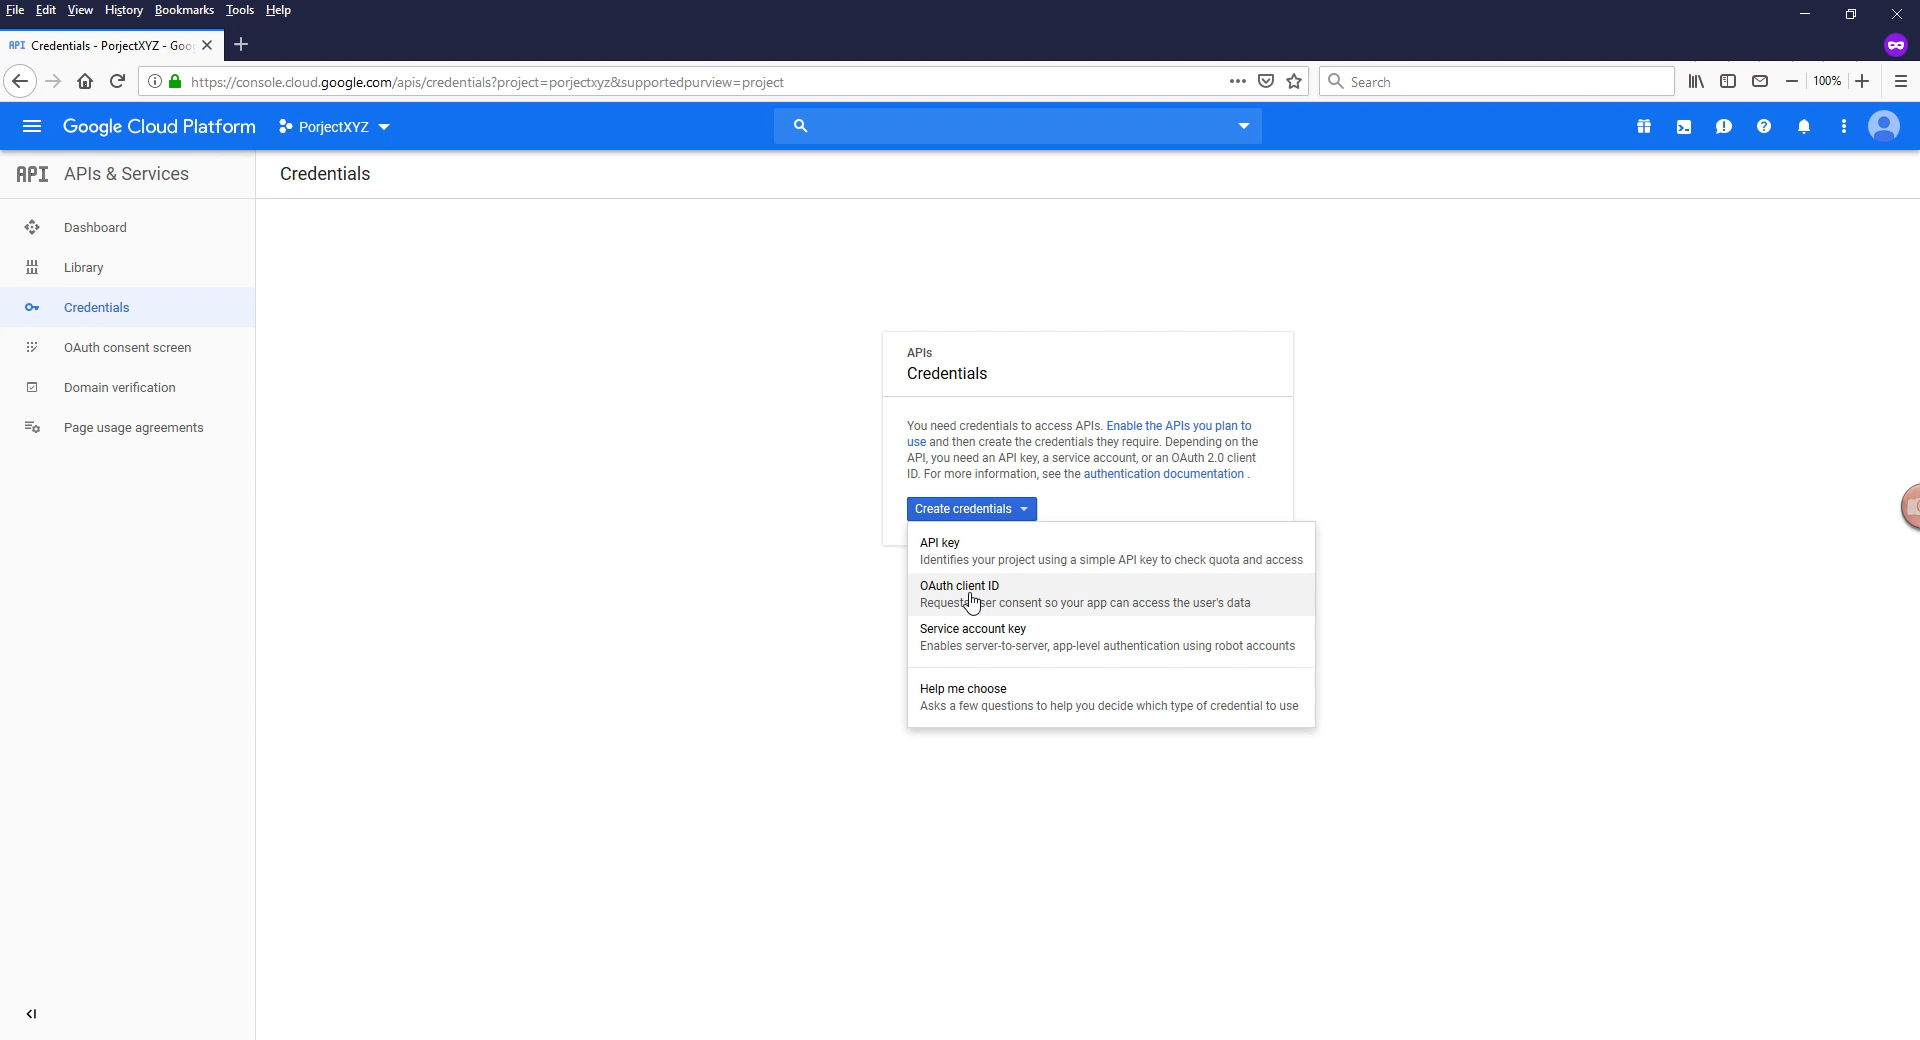 File Edit View History Bookmarks Tools Help
API Credentials - PorjectXYZ - Goo
https://console.cloud.google.com/apis/credentials?project=porjectxyz&supportedpurview=project
Search
100%
Google Cloud Platform
PorjectXYZ
API APIs & Services
Credentials
Dashboard
Library
Credentials
OAuth consent screen
Domain verification
Page usage agreements
APIs
Credentials
You need credentials to access APIs. Enable the APIs you plan to
use and then create the credentials they require. Depending on the
API, you need an API key, a service account, or an OAuth 2.0 client
ID. For more information, see the authentication documentation .
Create credentials
API key
Identifies your project using a simple API key to check quota and access
OAuth client ID
Requests user consent so your app can access the user's data
Service account key
Enables server-to-server, app-level authentication using robot accounts
Help me choose
Asks a few questions to help you decide which type of credential to use